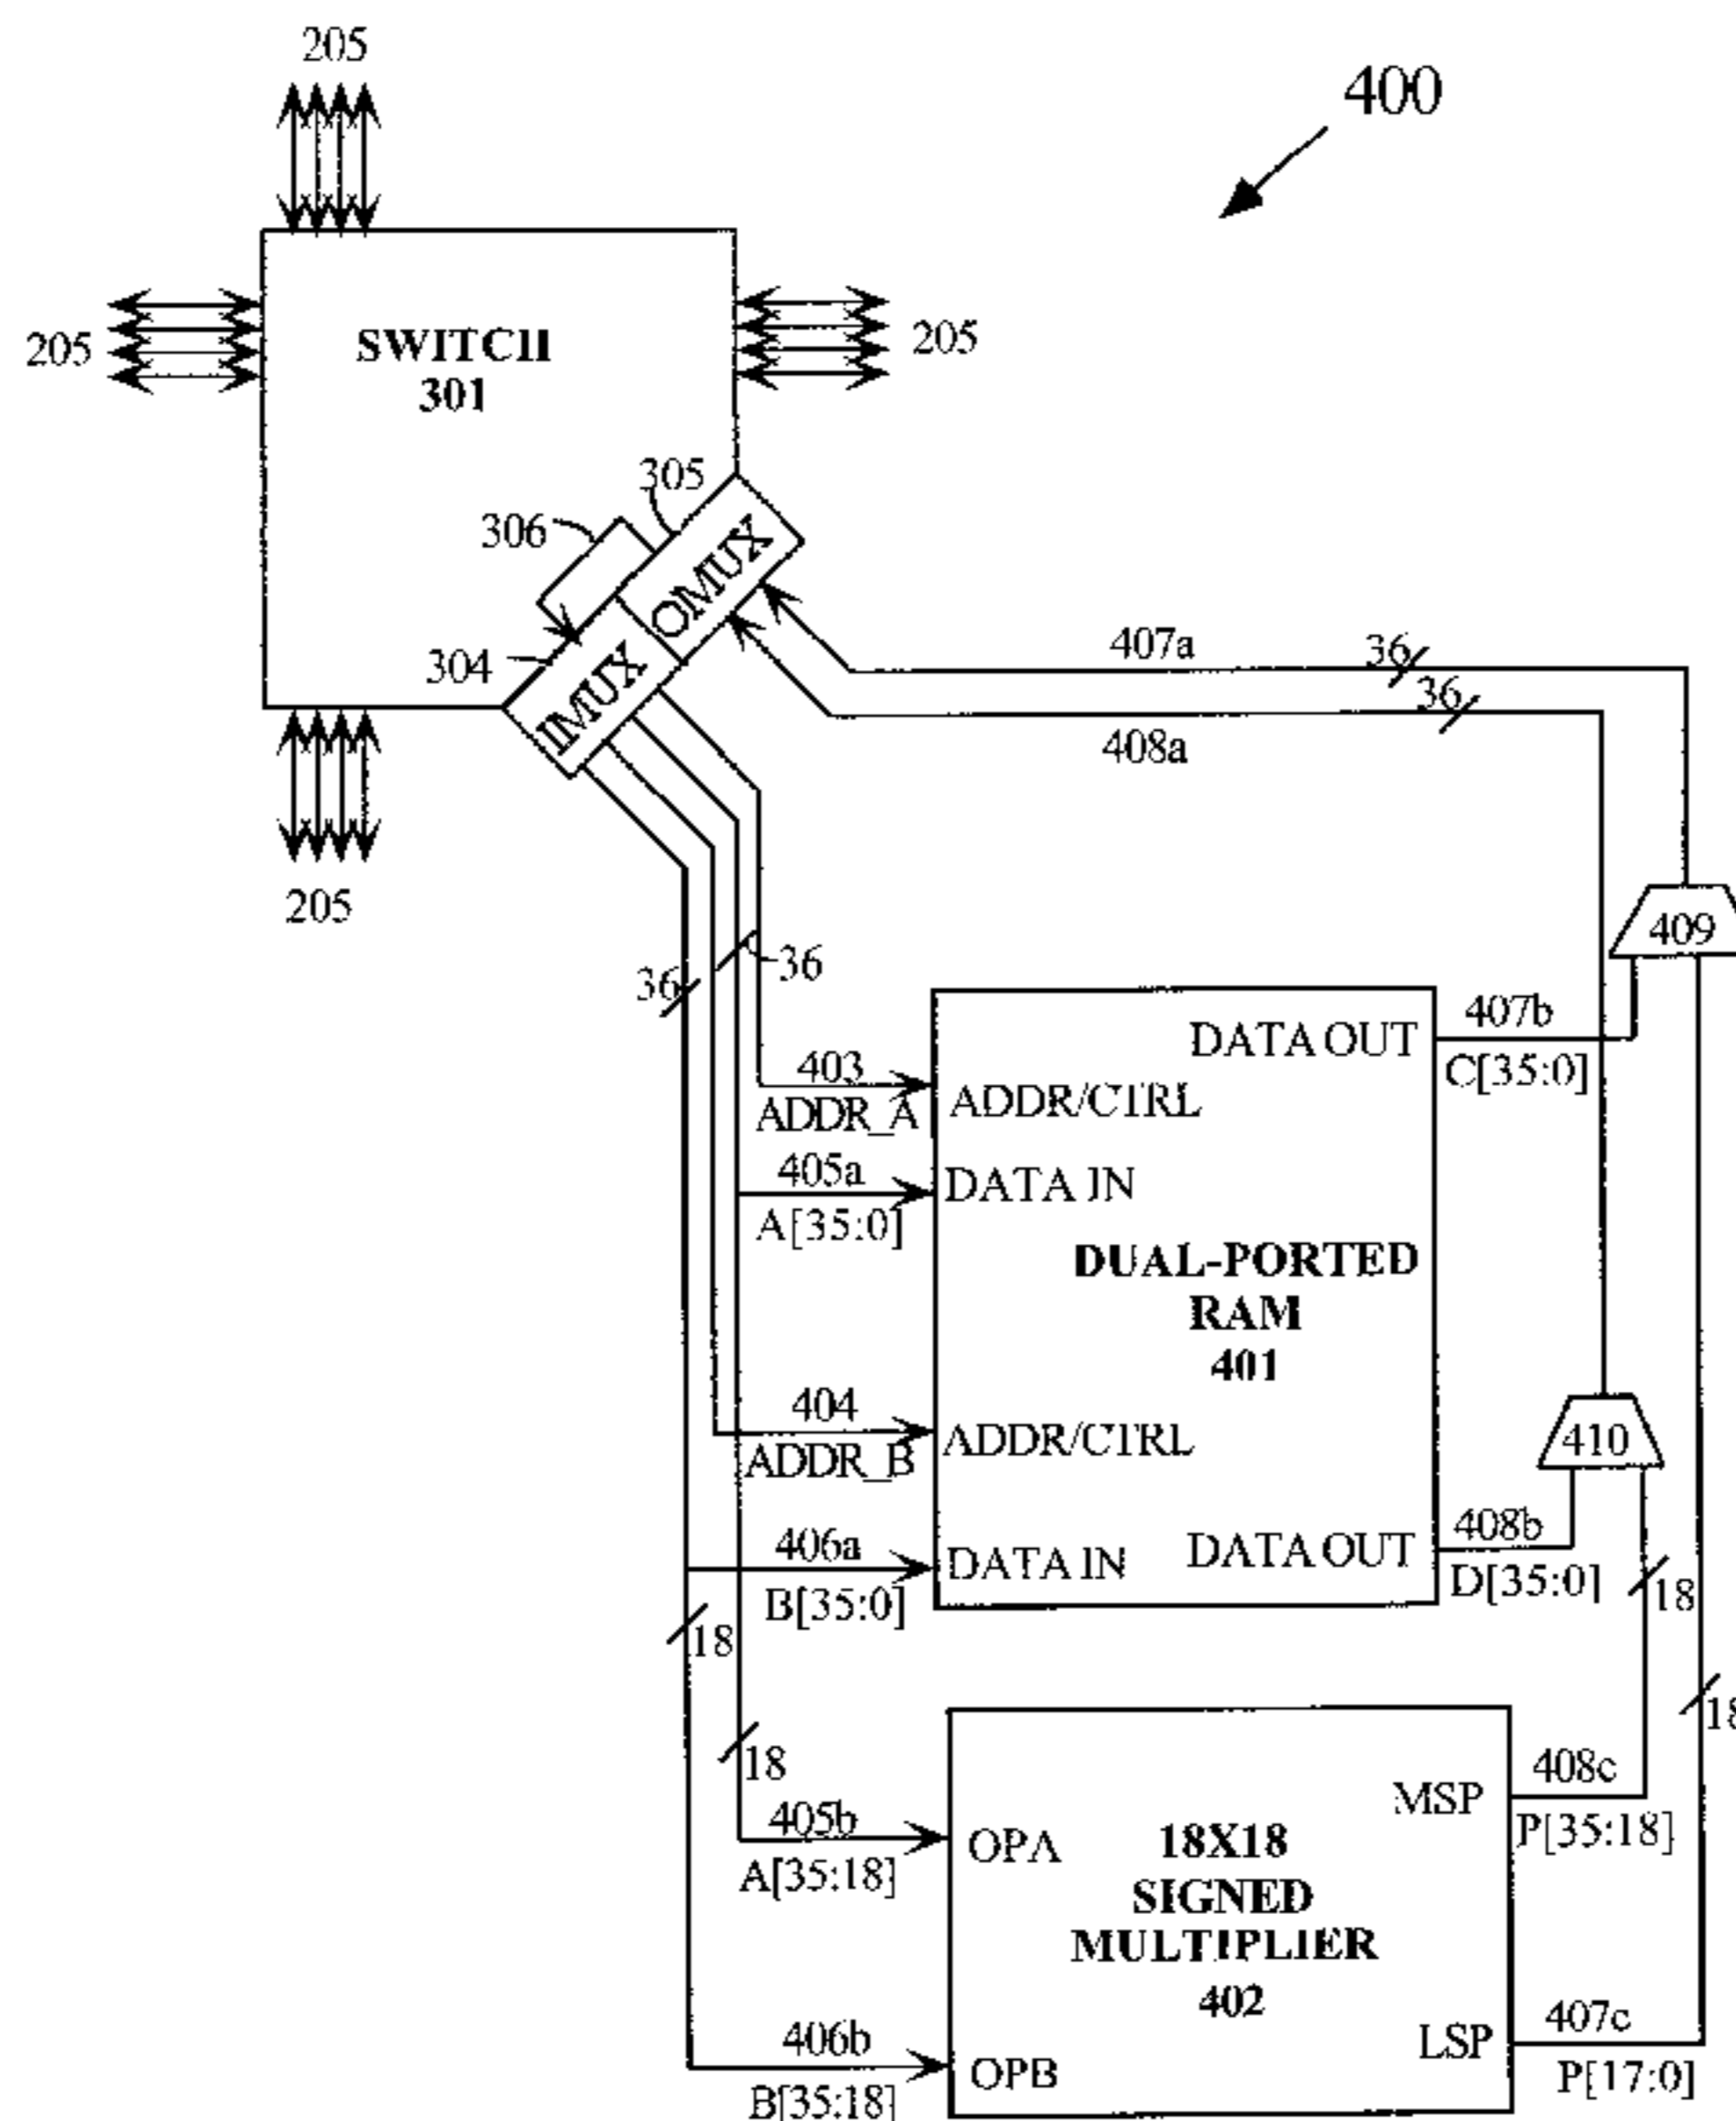 205
400
205
SWITCH
301
205
305
306
OMUX
304
IMUX
407a
36
36
408a
205
409
36
36
407b
DATA OUT
C[35:0]
403
ADDR_A
ADDR/CTRL
405a
DATA IN
A[35:0]
DUAL-PORTED
RAM
401
404
ADDR_B
ADDR/CTRL
410
406a
DATA IN
B[35:0]
DATA OUT
408b
D[35:0]
18
18
18
18
408c
MSP
P[35:18]
405b
OPA
A[35:18]
18X18
SIGNED
MULTIPLIER
402
407c
LSP
P[17:0]
406b
OPB
B[35:18]